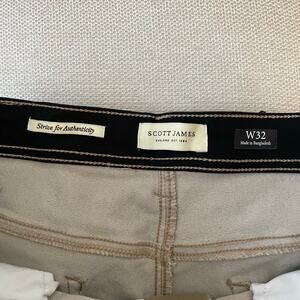 Strive for Authenticity
SCOTT JAMES
ENGLAND EST. 1984
W32
Made in Bangladesh